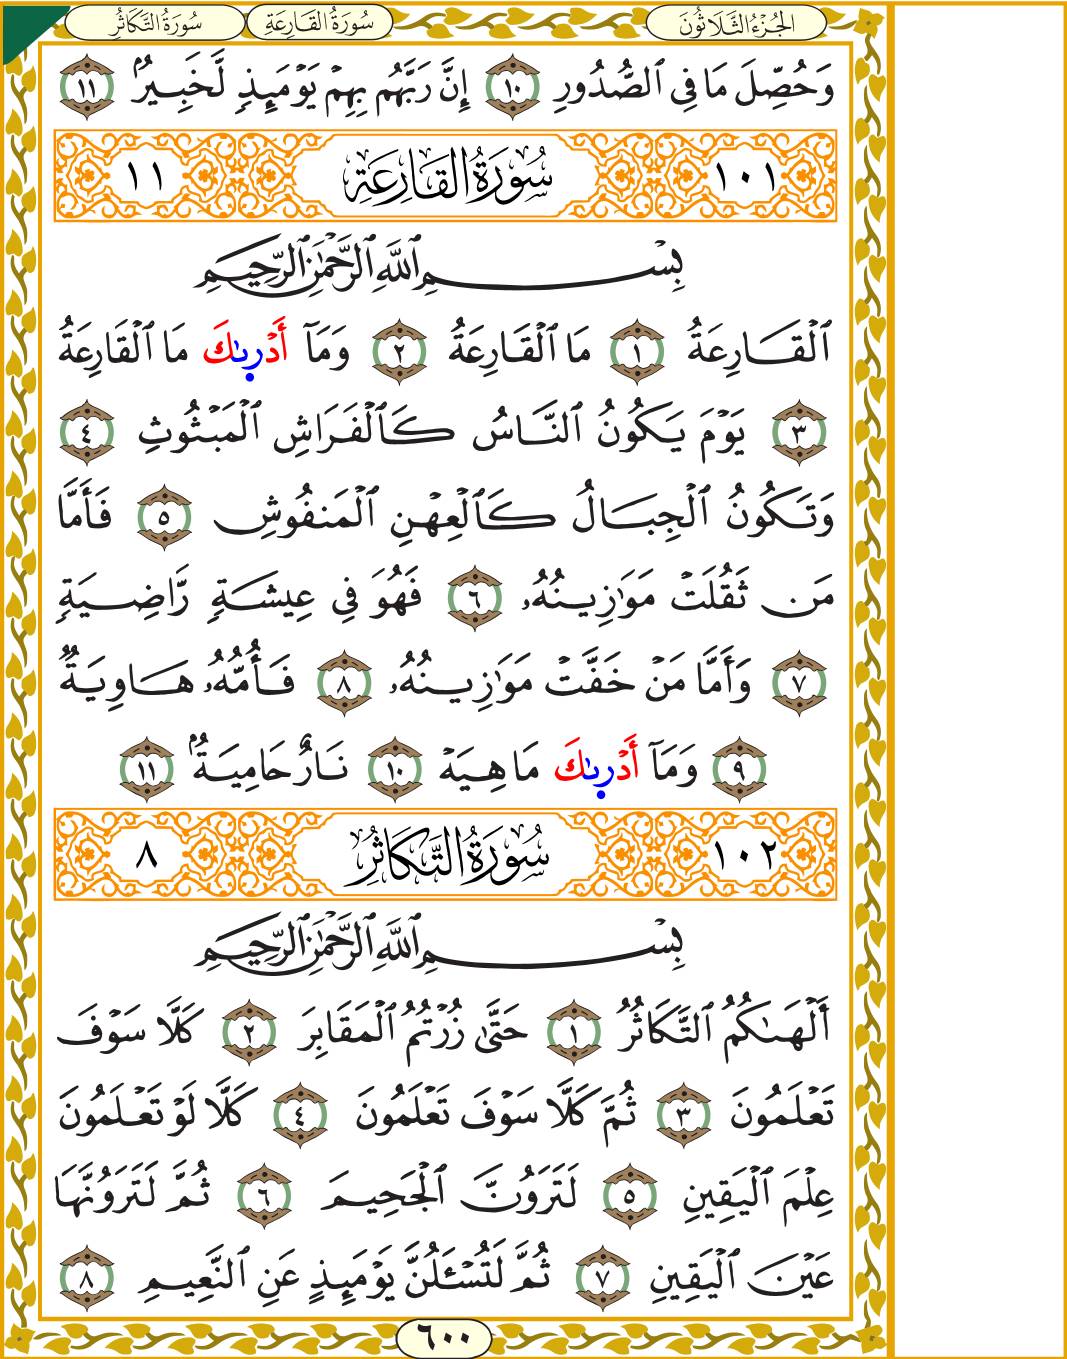 الجُزْءُ الثَّلَاثُونَ سُورَةُ القَارِعَةِ سُورَةُ التَّكَاثُرُ
وَحُصِّلَ مَا فِي ٱلصُّدُورِ ١٠ إِنَّ رَبَّهُم بِهِمْ يَوْمَئِذٍ لَّخَبِيرٌۢ ١١
١٠١ سُورَةُ القَارِعَةِ ١١
بِسْمِ ٱللَّهِ ٱلرَّحْمَٰنِ ٱلرَّحِيمِ
ٱلْقَارِعَةُ ١ مَا ٱلْقَارِعَةُ ٢ وَمَآ أَدْرِىٰكَ مَا ٱلْقَارِعَةُ
٣ يَوْمَ يَكُونُ ٱلنَّاسُ كَٱلْفَرَاشِ ٱلْمَبْثُوثِ ٤
وَتَكُونُ ٱلْجِبَالُ كَٱلْعِهْنِ ٱلْمَنفُوشِ ٥ فَأَمَّا
مَن ثَقُلَتْ مَوَٰزِينُهُۥ ٦ فَهُوَ فِي عِيشَةٍ رَّاضِيَةٍ
٧ وَأَمَّا مَنْ خَفَّتْ مَوَٰزِينُهُۥ ٨ فَأُمُّهُۥ هَاوِيَةٌ
٩ وَمَآ أَدْرِىٰكَ مَا هِيَهْ ١٠ نَارٌ حَامِيَةٌۢ ١١
١٠٢ سُورَةُ التَّكَاثُرُ ٨
بِسْمِ ٱللَّهِ ٱلرَّحْمَٰنِ ٱلرَّحِيمِ
أَلْهَىٰكُمُ ٱلتَّكَاثُرُ ١ حَتَّىٰ زُرْتُمُ ٱلْمَقَابِرَ ٢ كَلَّا سَوْفَ
تَعْلَمُونَ ٣ ثُمَّ كَلَّا سَوْفَ تَعْلَمُونَ ٤ كَلَّا لَوْ تَعْلَمُونَ
عِلْمَ ٱلْيَقِينِ ٥ لَتَرَوُنَّ ٱلْجَحِيمَ ٦ ثُمَّ لَتَرَوُنَّهَا
عَيْنَ ٱلْيَقِينِ ٧ ثُمَّ لَتُسْـَٔلُنَّ يَوْمَئِذٍ عَنِ ٱلنَّعِيمِ ٨
٦٠٠